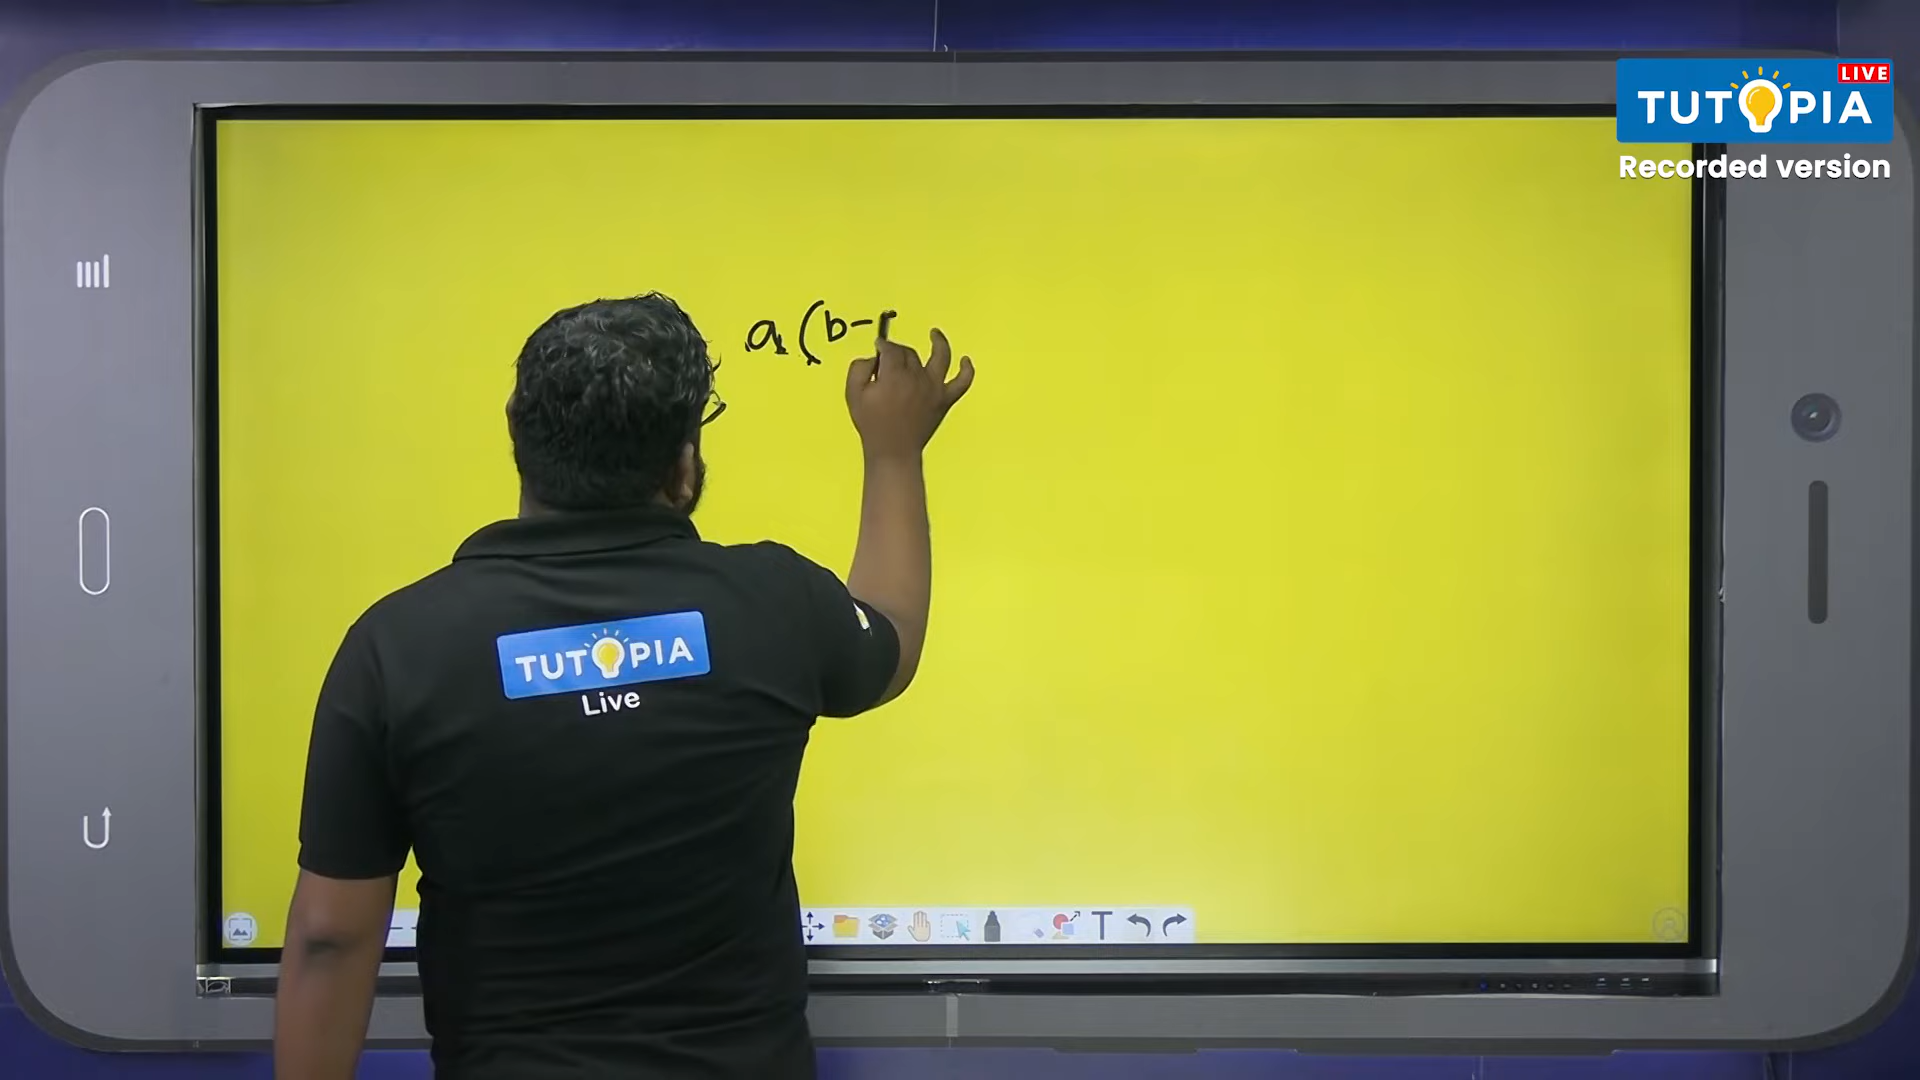 LIVE
TUTOPIA
Recorded version
a (b-
TUTOPIA
Live
T